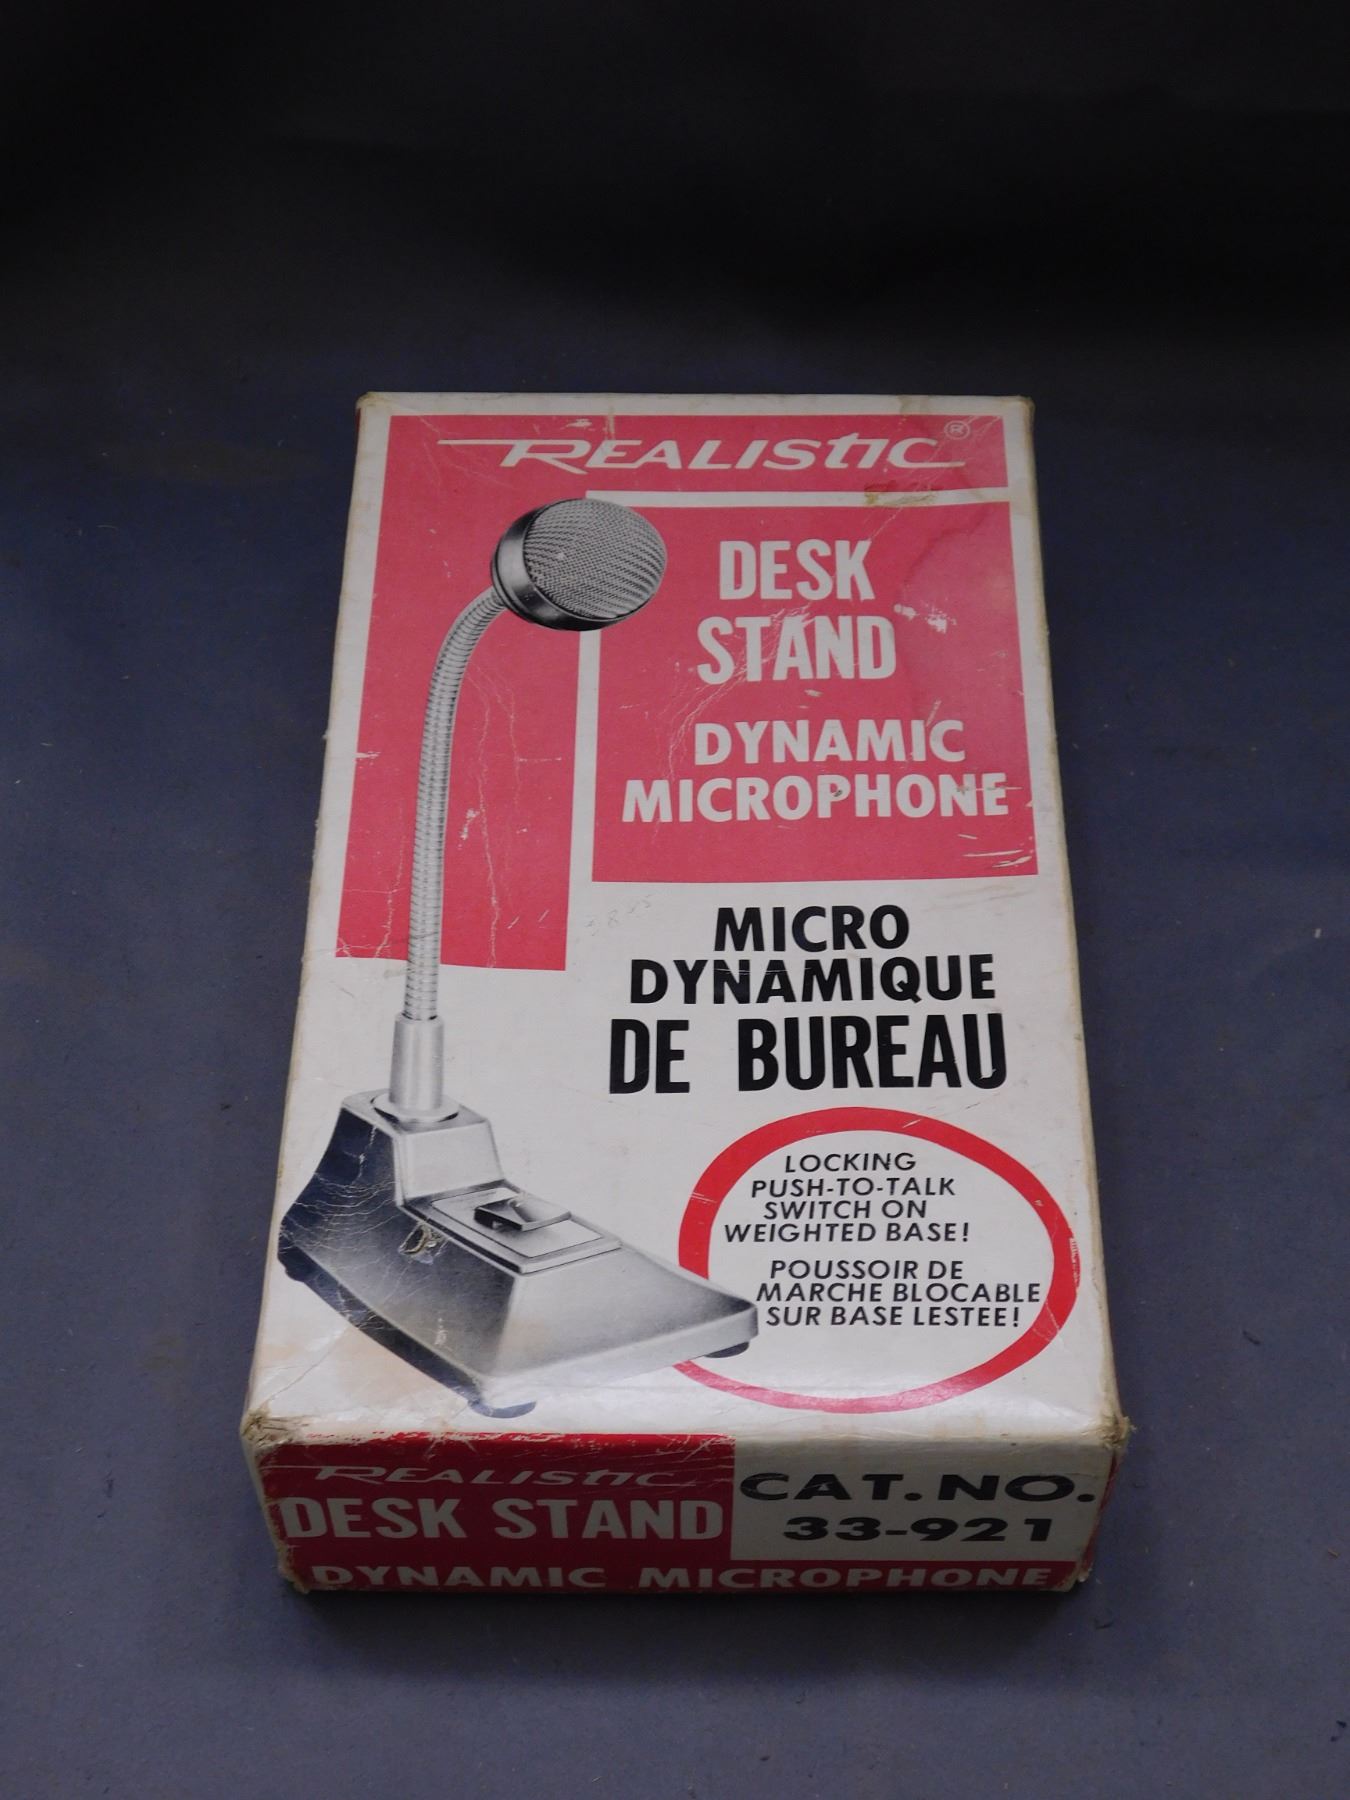 REALISTIC®
DESK
STAND
DYNAMIC
MICROPHONE
MICRO
DYNAMIQUE
DE BUREAU
LOCKING
PUSH-TO-TALK
SWITCH ON
WEIGHTED BASE!
POUSSOIR DE
MARCHE BLOCABLE
SUR BASE LESTEE!
REALISTIC
DESK STAND
DYNAMIC MICROPHONE
CAT. NO.
33-921